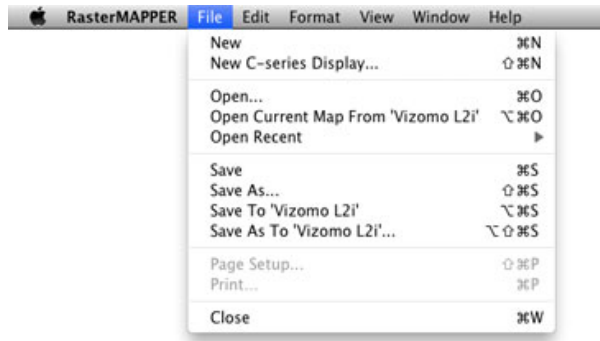 RasterMAPPER File Edit Format View Window Help
New ⌘N
New C-series Display... ⇧⌘N
Open... ⌘O
Open Current Map From 'Vizomo L2i' ⌥⌘O
Open Recent ▶
Save ⌘S
Save As... ⇧⌘S
Save To 'Vizomo L2i' ⌥⌘S
Save As To 'Vizomo L2i'... ⌥⇧⌘S
Page Setup... ⇧⌘P
Print... ⌘P
Close ⌘W